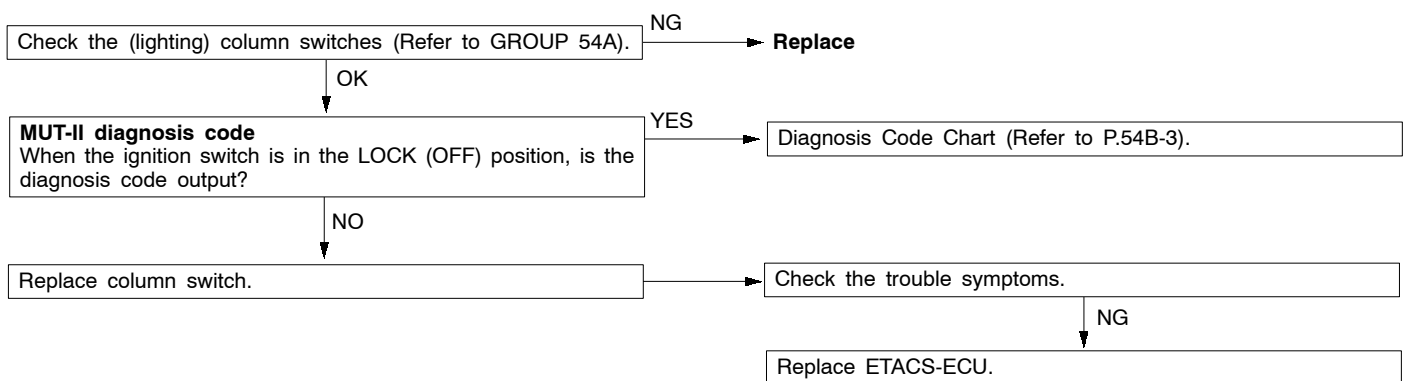 Check the (lighting) column switches (Refer to GROUP 54A).
NG
Replace
OK
MUT-II diagnosis code
When the ignition switch is in the LOCK (OFF) position, is the
diagnosis code output?
YES
Diagnosis Code Chart (Refer to P.54B-3).
NO
Replace column switch.
Check the trouble symptoms.
NG
Replace ETACS-ECU.